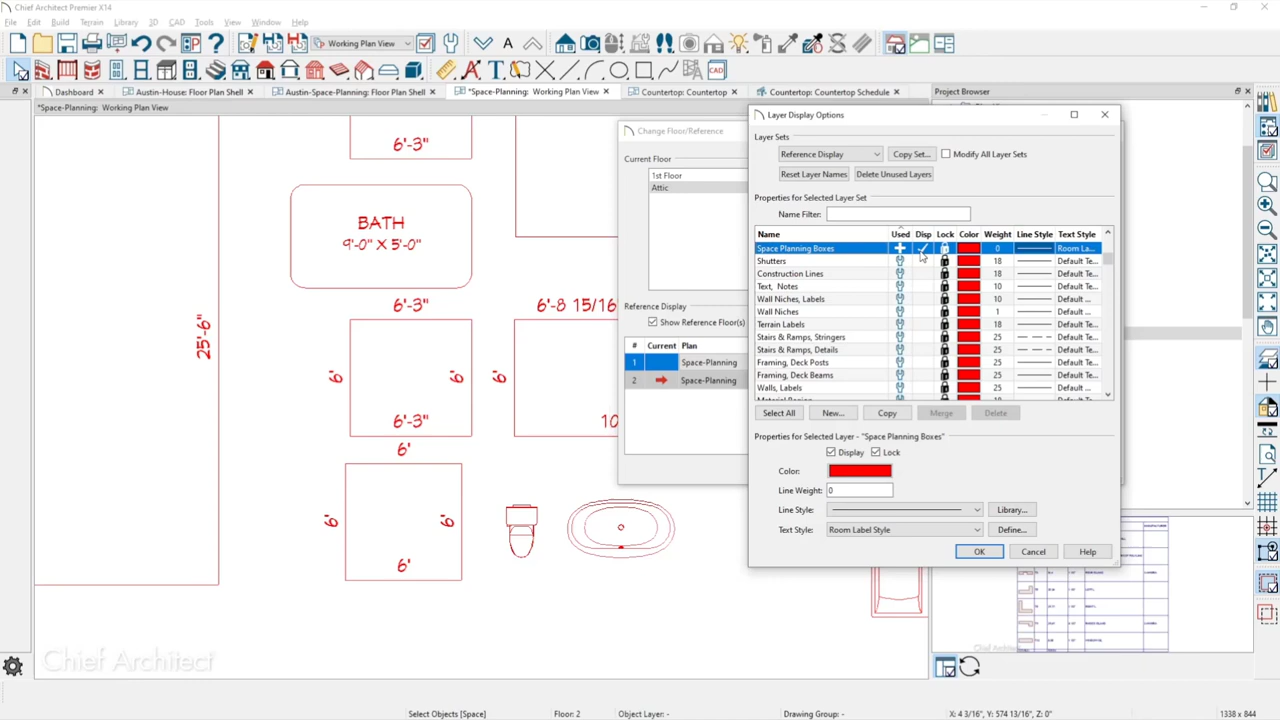 Chief Architect Premier X14
File Edit Build Terrain Library 3D CAD Tools View Window Help
Working Plan View
A
T
CAD
Dashboard Austin-House: Floor Plan Shell Austin-Space-Planning: Floor Plan Shell *Space-Planning: Working Plan View Countertop: Countertop Countertop: Countertop Schedule Project Browser
*Space-Planning: Working Plan View
6'-3"
BATH
9'-0" X 5'-0"
25'-6"
6'-3"
6'-8 15/16
6'
6'
6'
6'-3"
10
6'
6'
6'
6'
Change Floor/Reference
Current Floor
1st Floor
Attic
Reference Display
Show Reference Floor(s)
# Current Plan
1 Space-Planning
2 Space-Planning
Layer Display Options
Layer Sets
Reference Display Copy Set... Modify All Layer Sets
Reset Layer Names Delete Unused Layers
Properties for Selected Layer Set
Name Filter:
Name Used Disp Lock Color Weight Line Style Text Style
Space Planning Boxes 0 Room La...
Shutters 18 Default Te...
Construction Lines 18 Default Te...
Text, Notes 10 Default Te...
Wall Niches, Labels 10 Default ...
Wall Niches 1 Default ...
Terrain Labels 18 Default Te...
Stairs & Ramps, Stringers 25 Default Te...
Stairs & Ramps, Details 25 Default Te...
Framing, Deck Posts 25 Default Te...
Framing, Deck Beams 25 Default Te...
Walls, Labels 25 Default ...
Select All New... Copy Merge Delete
Properties for Selected Layer - "Space Planning Boxes"
Display Lock
Color:
Line Weight: 0
Line Style: Library...
Text Style: Room Label Style Define...
OK Cancel Help
Chief Architect
Select Objects [Space] Floor: 2 Object Layer: - Drawing Group: - X: 4 3/16", Y: 574 13/16", Z: 0" 1338 x 844